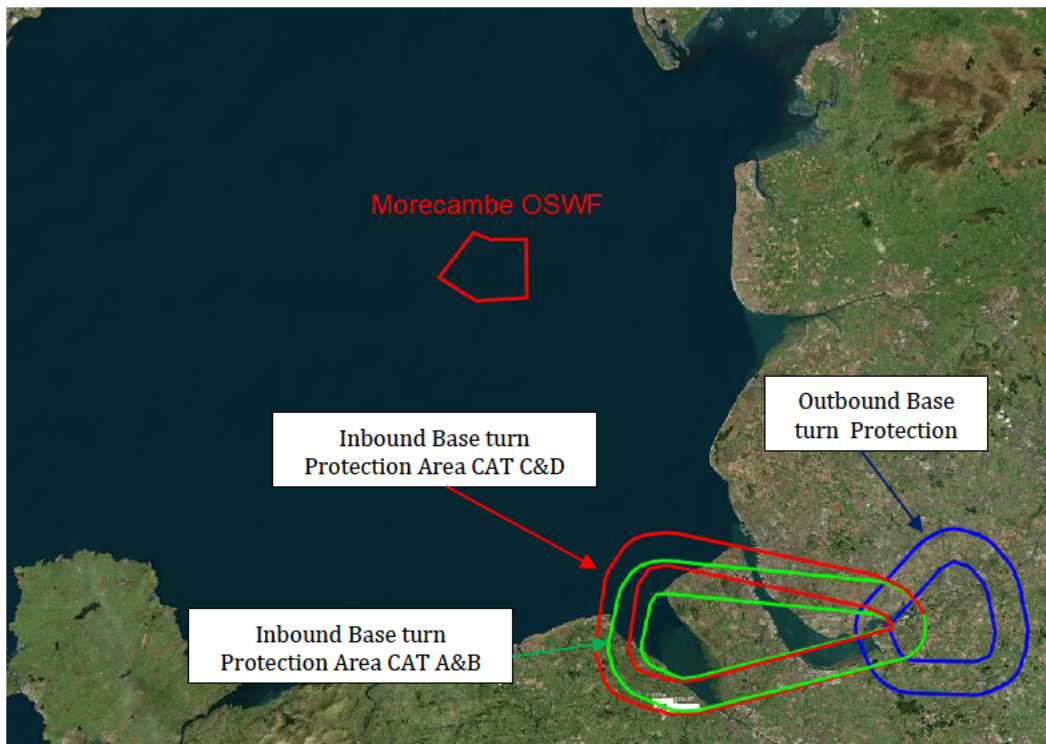 Morecambe OSWF
Outbound Base
turn Protection
Inbound Base turn
Protection Area CAT C&D
Inbound Base turn
Protection Area CAT A&B